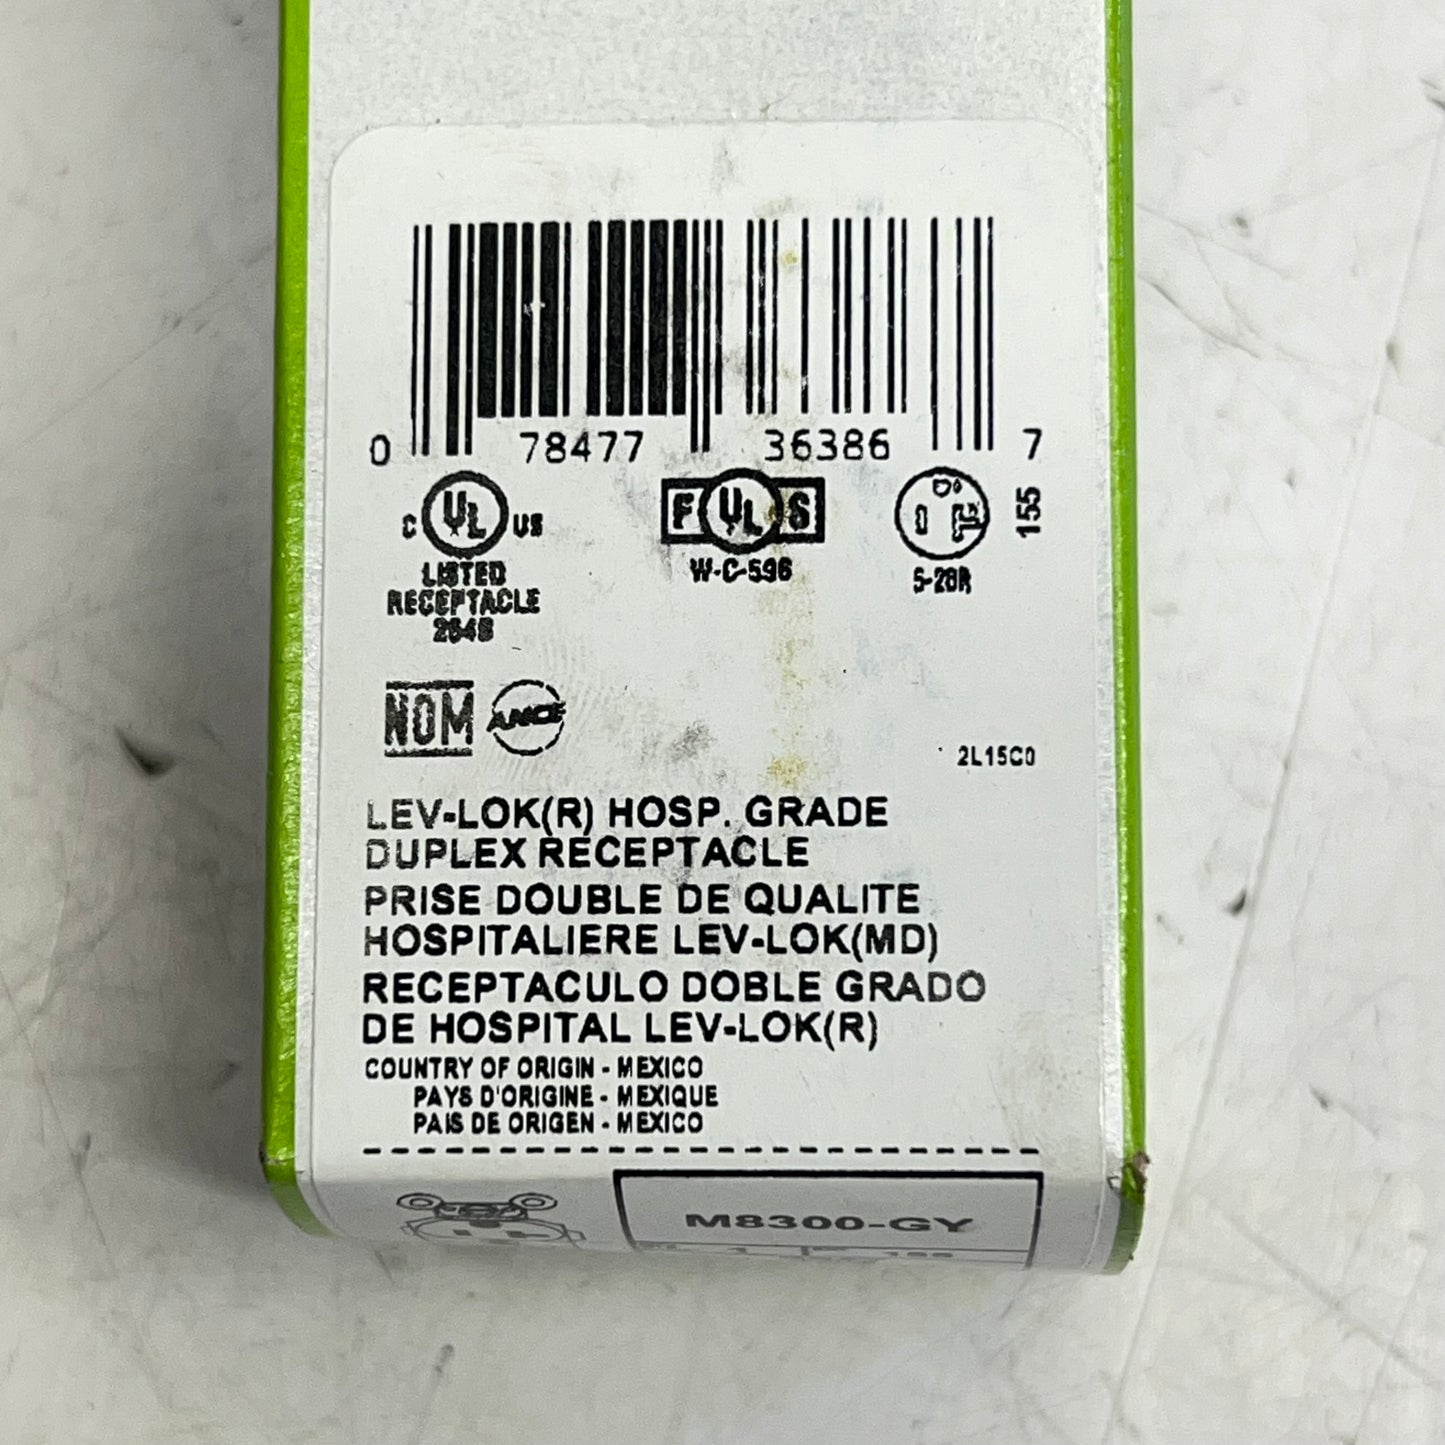 0 78477 36386 7
C UL US
LISTED
RECEPTACLE
F UL S
W-C-596
5-20R
155
NOM ANCE
2L15C0
LEV-LOK(R) HOSP. GRADE
DUPLEX RECEPTACLE
PRISE DOUBLE DE QUALITE
HOSPITALIERE LEV-LOK(MD)
RECEPTACULO DOBLE GRADO
DE HOSPITAL LEV-LOK(R)
COUNTRY OF ORIGIN - MEXICO
PAYS D'ORIGINE - MEXIQUE
PAIS DE ORIGEN - MEXICO
M8300-GY
1
155